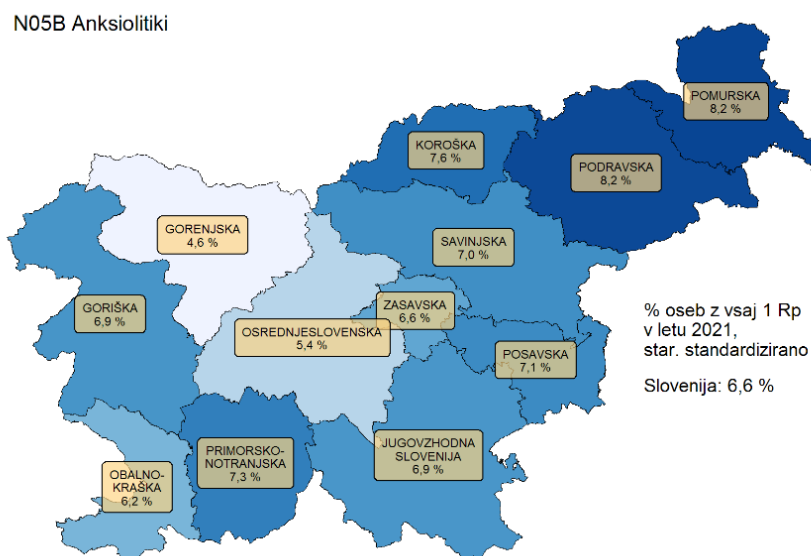 N05B Anksiolitiki
POMURSKA
8,2 %
KOROŠKA
7,6 %
PODRAVSKA
8,2 %
GORENJSKA
4,6 %
SAVINJSKA
7,0 %
GORIŠKA
6,9 %
ZASAVSKA
6,6 %
OSREDNJESLOVENSKA
5,4 %
POSAVSKA
7,1 %
% oseb z vsaj 1 Rp
v letu 2021,
star. standardizirano
Slovenija: 6,6 %
PRIMORSKO-
NOTRANJSKA
7,3 %
JUGOVZHODNA
SLOVENIJA
6,9 %
OBALNO-
KRAŠKA
6,2 %